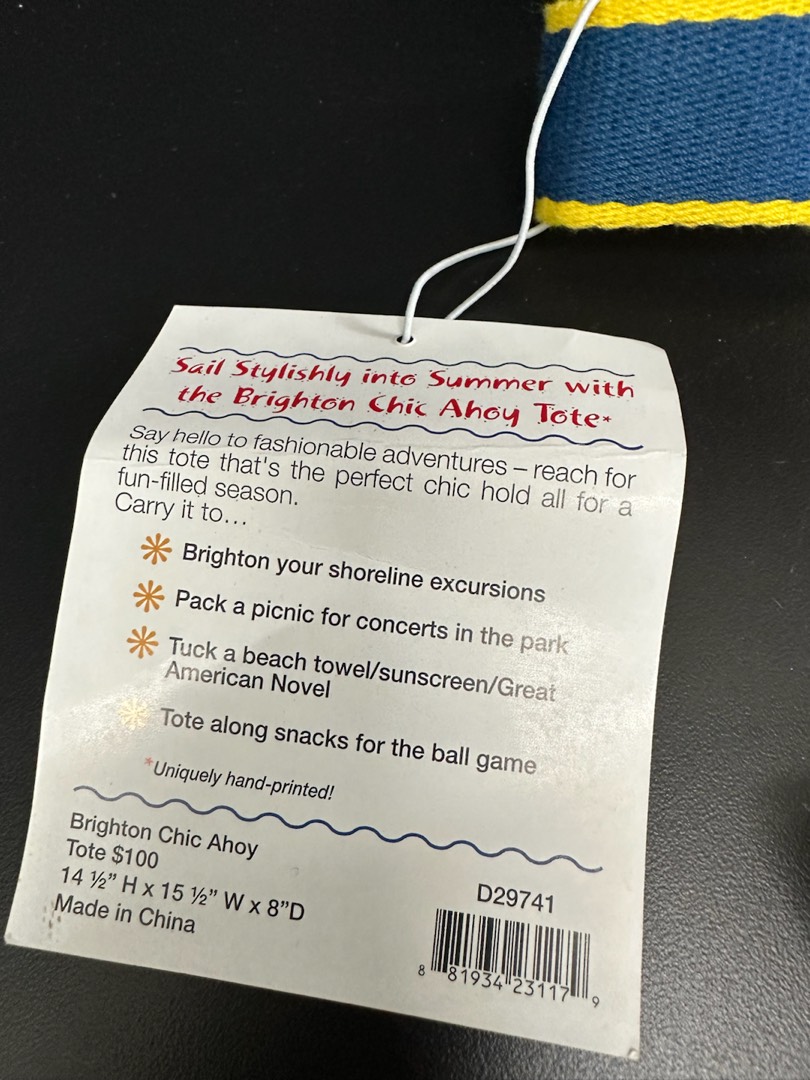 Sail Stylishly into Summer with
the Brighton Chic Ahoy Tote*
Say hello to fashionable adventures – reach for
this tote that's the perfect chic hold all for a
fun-filled season.
Carry it to...
Brighton your shoreline excursions
Pack a picnic for concerts in the park
Tuck a beach towel/sunscreen/Great
American Novel
Tote along snacks for the ball game
*Uniquely hand-printed!
Brighton Chic Ahoy
Tote $100
14 ½” H x 15 ½” W x 8”D
Made in China
D29741
8 81934 23117 9